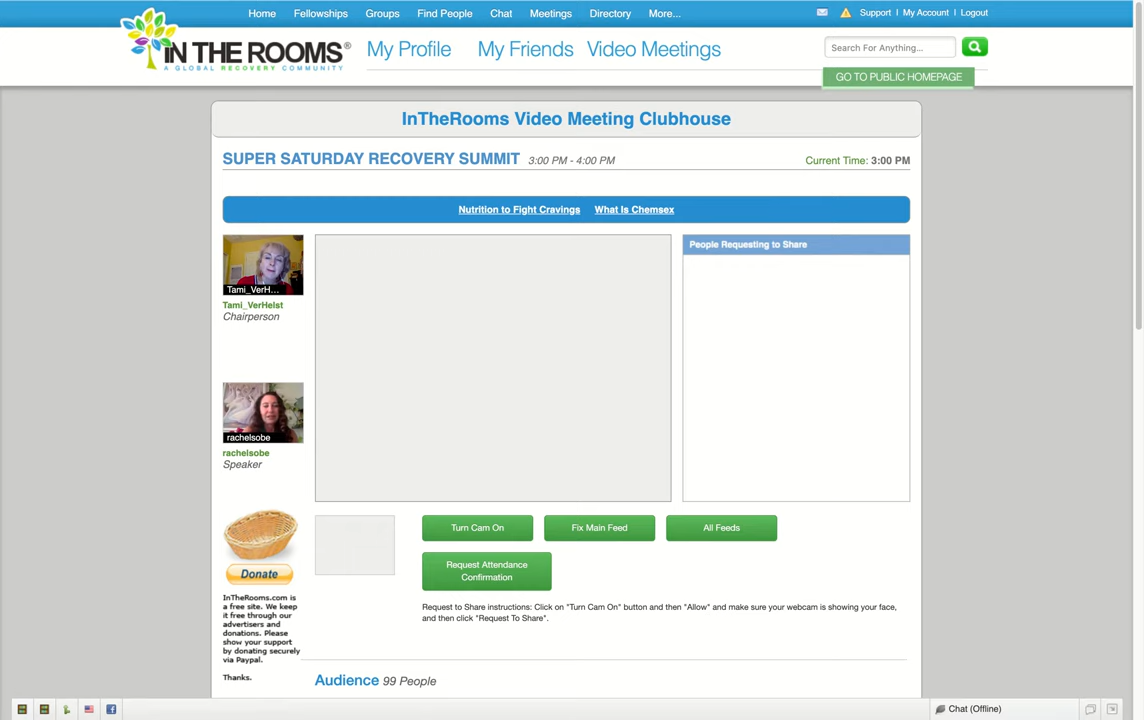 Home Fellowships Groups Find People Chat Meetings Directory More...
Support | My Account | Logout
IN THE ROOMS®
A GLOBAL RECOVERY COMMUNITY
My Profile My Friends Video Meetings
Search For Anything...
GO TO PUBLIC HOMEPAGE
InTheRooms Video Meeting Clubhouse
SUPER SATURDAY RECOVERY SUMMIT 3:00 PM - 4:00 PM
Current Time: 3:00 PM
Nutrition to Fight Cravings What Is Chemsex
Tami_VerH...
Tami_VerHelst
Chairperson
People Requesting to Share
rachelsobe
rachelsobe
Speaker
Donate
InTheRooms.com is
a free site. We keep
it free through our
advertisers and
donations. Please
show your support
by donating securely
via Paypal.
Thanks.
Turn Cam On
Fix Main Feed
All Feeds
Request Attendance
Confirmation
Request to Share instructions: Click on "Turn Cam On" button and then "Allow" and make sure your webcam is showing your face,
and then click "Request To Share".
Audience 99 People
Chat (Offline)